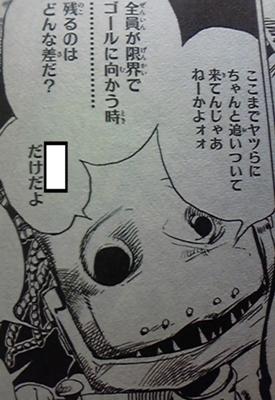 ここまでヤツらに
ちゃんと追いついて
来てんじゃあ
ねーかよォォ
全員が限界で
ゴールに向かう時
………………
残るのは
どんな差だ？
だけだよ